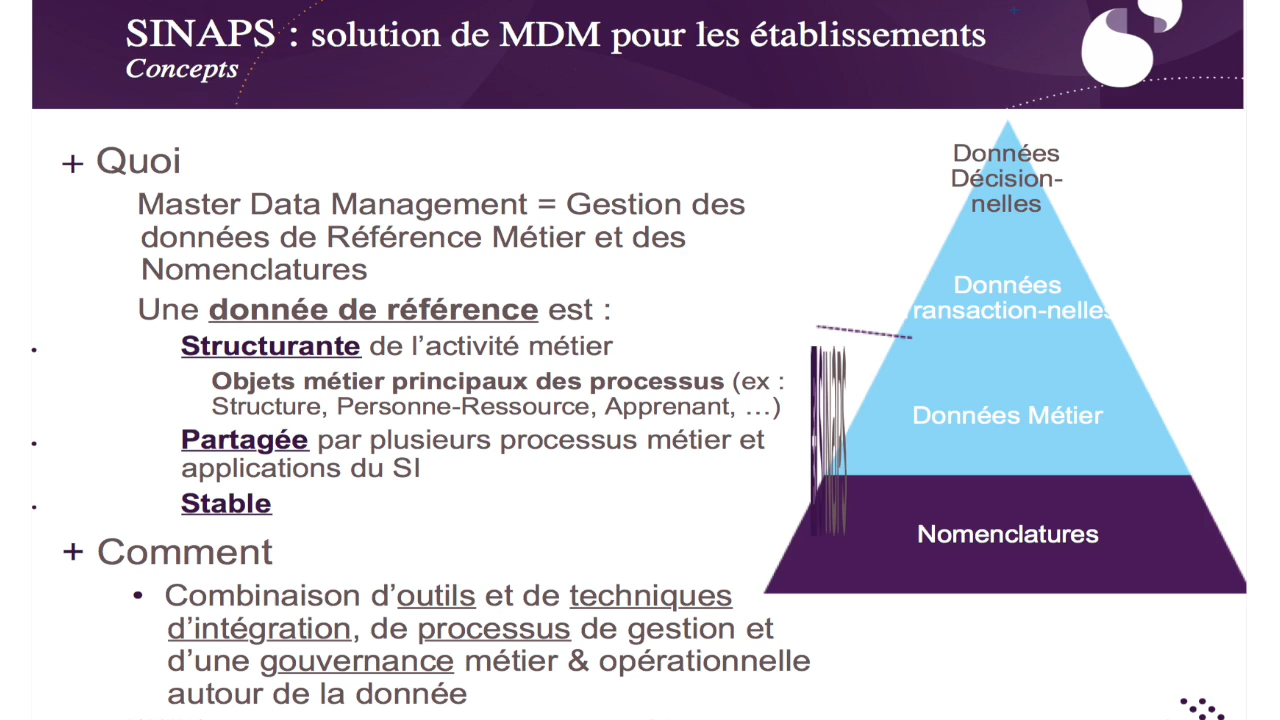 SINAPS : solution de MDM pour les établissements
Concepts
+ Quoi
Master Data Management = Gestion des
données de Référence Métier et des
Nomenclatures
Une donnée de référence est :
• Structurante de l’activité métier
Objets métier principaux des processus (ex :
Structure, Personne-Ressource, Apprenant, …)
• Partagée par plusieurs processus métier et
applications du SI
• Stable
+ Comment
• Combinaison d’outils et de techniques
d’intégration, de processus de gestion et
d’une gouvernance métier & opérationnelle
autour de la donnée
Données
Décision-
nelles
Données
Transaction-nelles
Données Métier
Nomenclatures